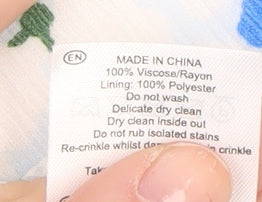 EN
MADE IN CHINA
100% Viscose/Rayon
Lining: 100% Polyester
Do not wash
Delicate dry clean
Dry clean inside out
Do not rub isolated stains
Re-crinkle whilst crinkle